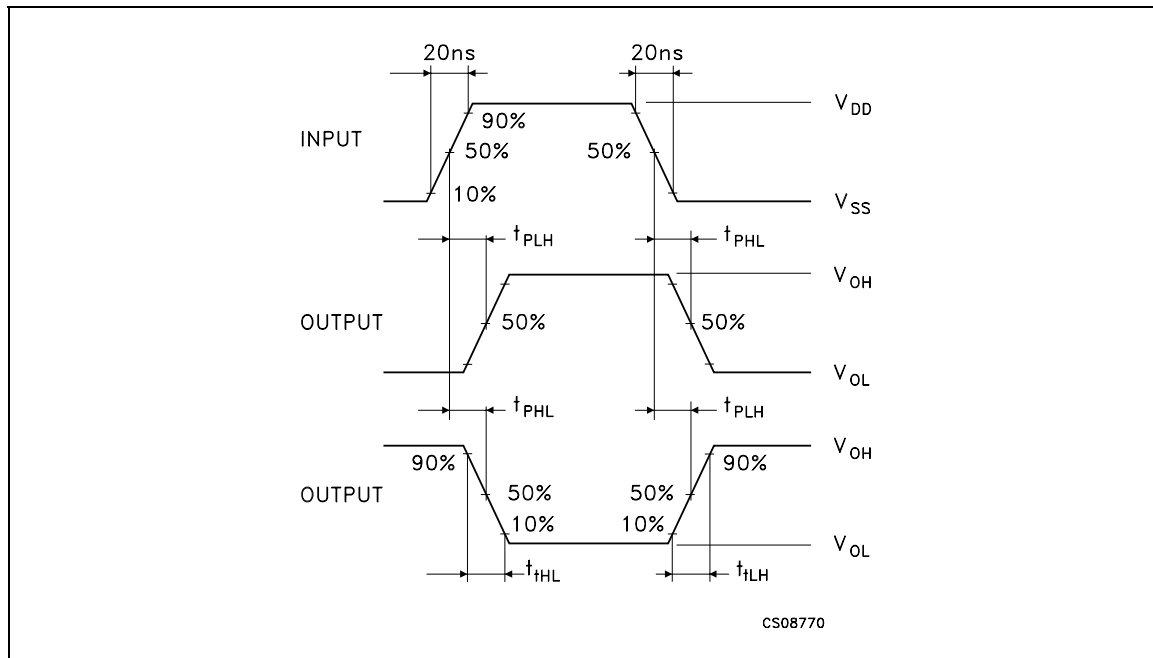 20ns 20ns
V_DD
90%
INPUT 50% 50%
10%
V_SS
t_PLH t_PHL
V_OH
OUTPUT 50% 50%
V_OL
t_PHL t_PLH
V_OH
90% 90%
OUTPUT 50% 50%
10% 10%
V_OL
t_tHL t_tLH
CS08770